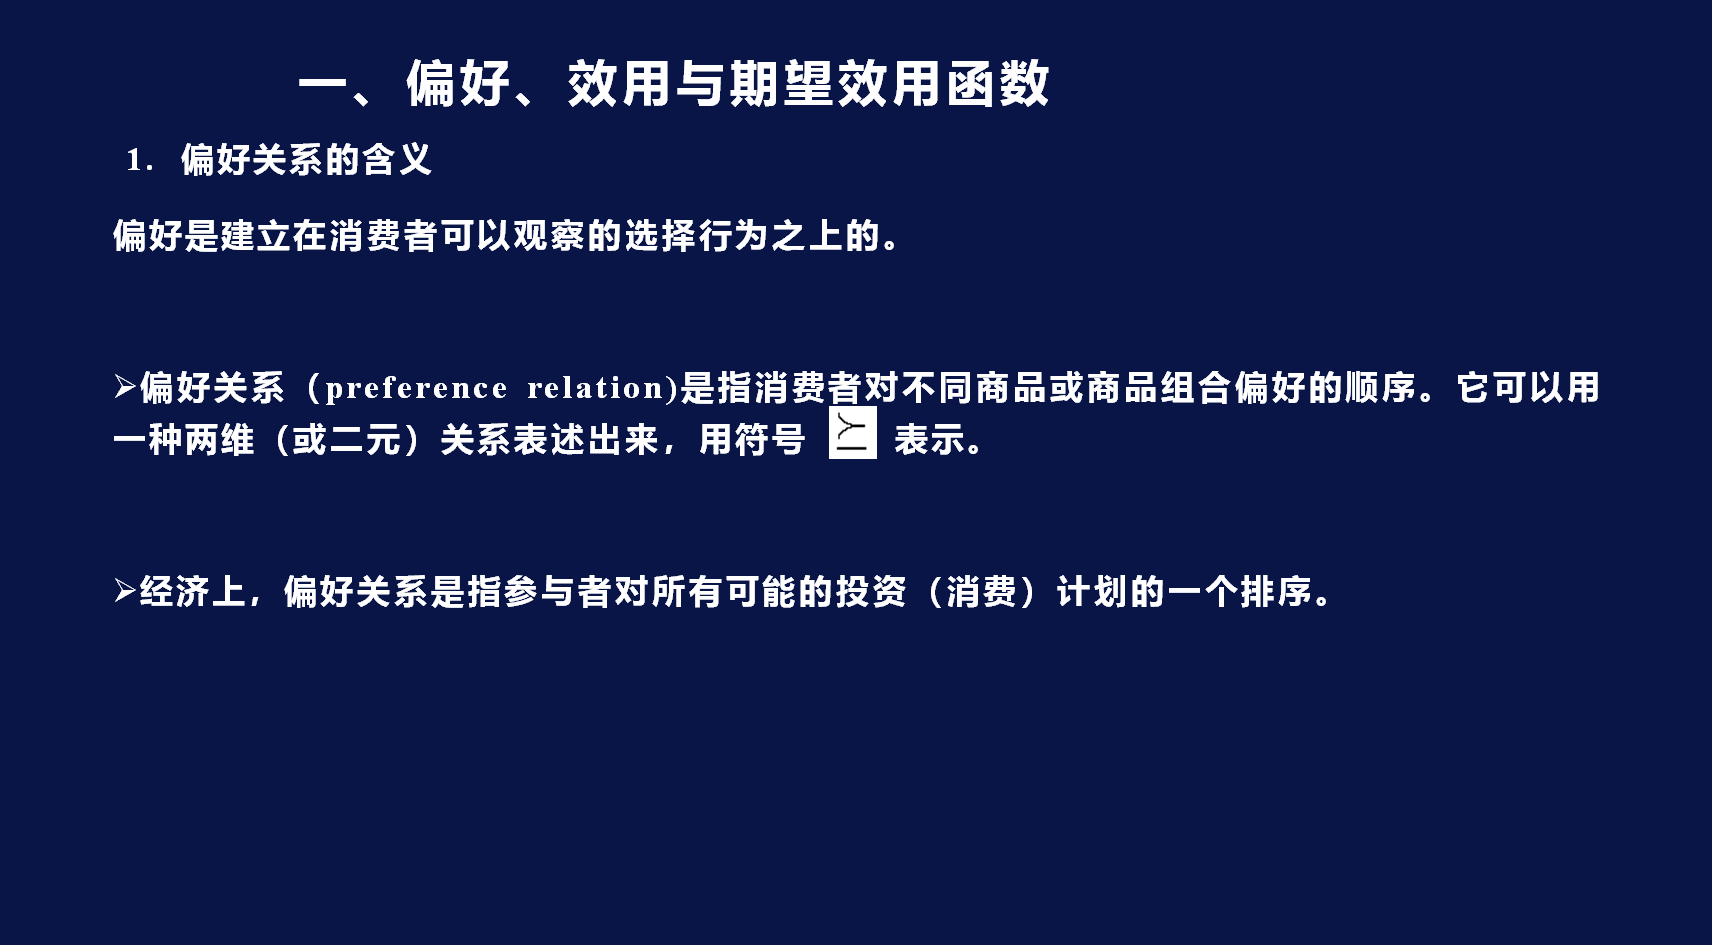 一、偏好、效用与期望效用函数
1. 偏好关系的含义
偏好是建立在消费者可以观察的选择行为之上的。
➢偏好关系（preference relation)是指消费者对不同商品或商品组合偏好的顺序。它可以用
一种两维（或二元）关系表述出来，用符号 ≽ 表示。
➢经济上，偏好关系是指参与者对所有可能的投资（消费）计划的一个排序。